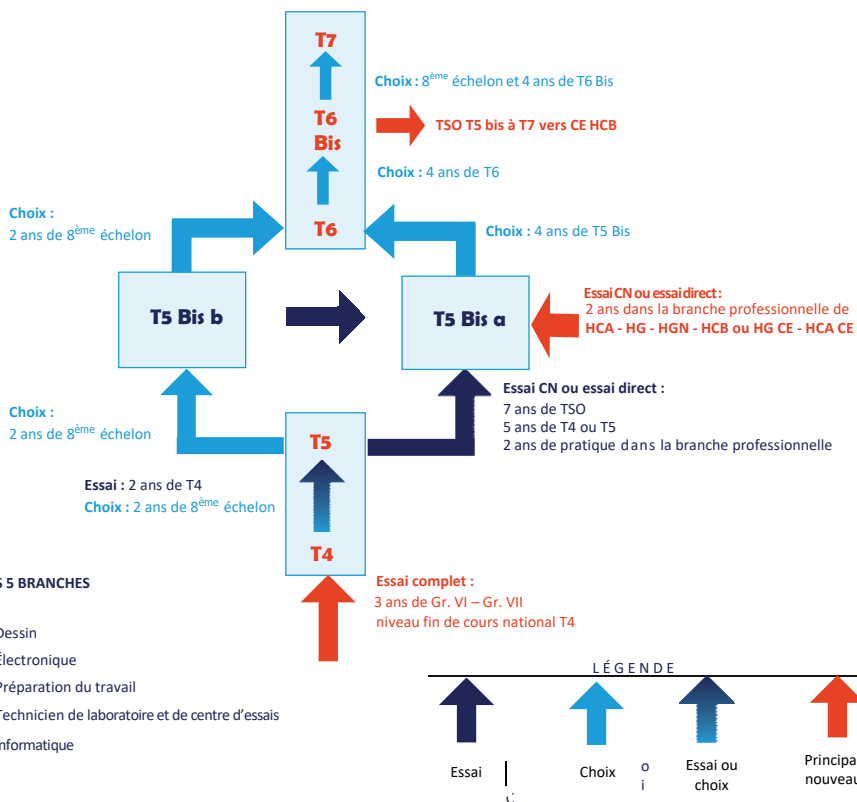 T7
Choix : 8ème échelon et 4 ans de T6 Bis
T6
Bis
TSO T5 bis à T7 vers CE HCB
Choix : 4 ans de T6
Choix :
2 ans de 8ème échelon
T6
Choix : 4 ans de T5 Bis
T5 Bis b
T5 Bis a
Essai CN ou essai direct :
2 ans dans la branche professionnelle de
HCA - HG - HGN - HCB ou HG CE - HCA CE
Essai CN ou essai direct :
7 ans de TSO
5 ans de T4 ou T5
2 ans de pratique dans la branche professionnelle
Choix :
2 ans de 8ème échelon
T5
Essai : 2 ans de T4
Choix : 2 ans de 8ème échelon
T4
Essai complet :
3 ans de Gr. VI – Gr. VII
niveau fin de cours national T4
S 5 BRANCHES
Dessin
Électronique
Préparation du travail
Technicien de laboratoire et de centre d'essais
nformatique
LÉGENDE
Essai
Choix
o
i
Essai ou
choix
Principa
nouveau